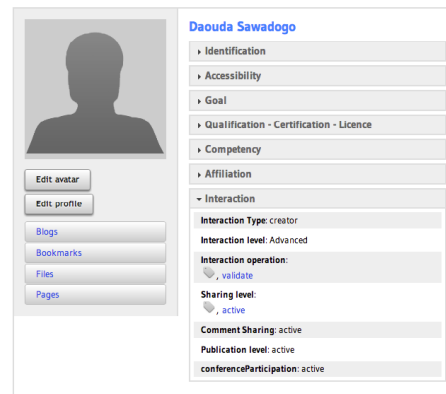 Daouda Sawadogo
Identification
Accessibility
Goal
Qualification - Certification - Licence
Competency
Affiliation
Interaction
Interaction Type: creator
Interaction level: Advanced
Interaction operation:
, validate
Sharing level:
, active
Comment Sharing: active
Publication level: active
conferenceParticipation: active
Edit avatar
Edit profile
Blogs
Bookmarks
Files
Pages